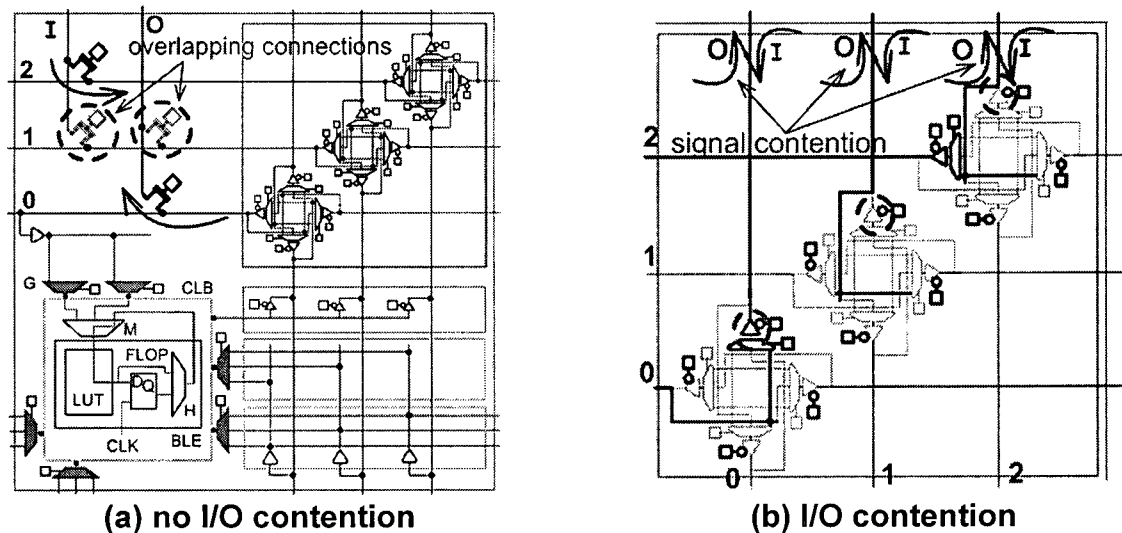 I O
overlapping connections
2
1
0
G
CLB
M
FLOP
LUT
D Q
H
CLK
BLE
(a) no I/O contention
O I O I O I
signal contention
2
1
0
0
1
2
(b) I/O contention